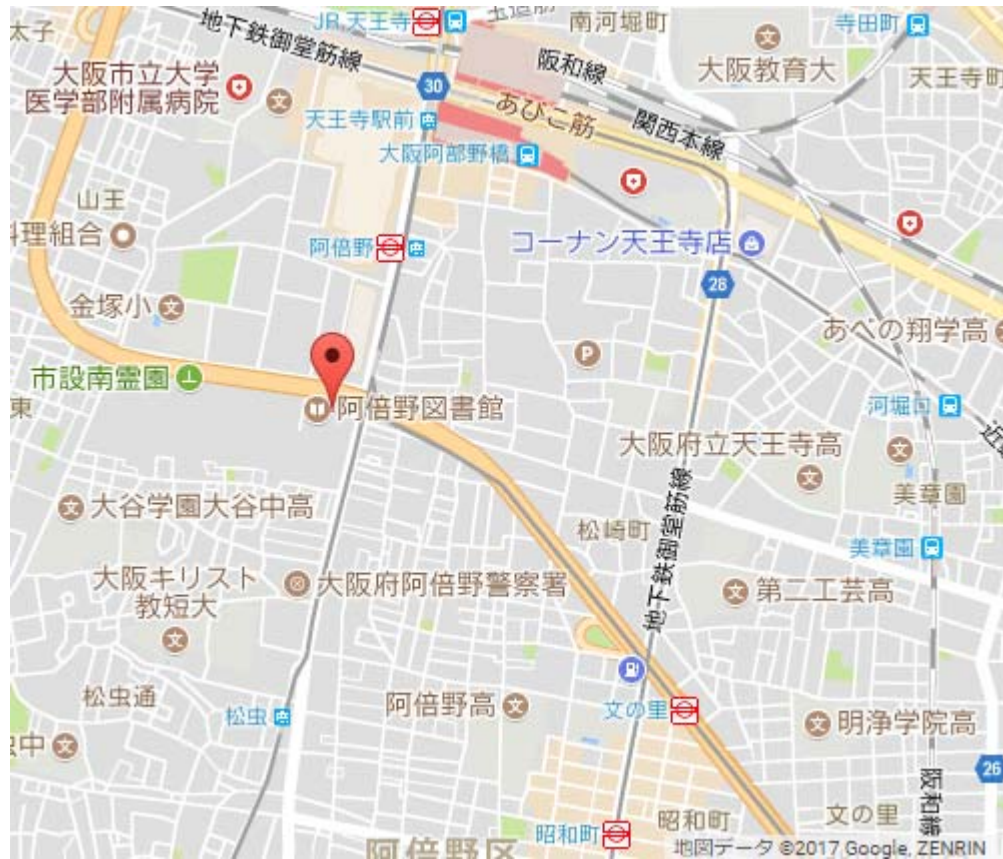 JR.天王寺
玉造筋
南河堀町
寺田町
太子
地下鉄御堂筋線
大阪市立大学
医学部附属病院
30
阪和線
大阪教育大
天王寺町
天王寺駅前
あびこ筋
関西本線
大阪阿部野橋
山王
料理組合
阿倍野
コーナン天王寺店
28
金塚小
あべの翔学高
市設南霊園
東
阿倍野図書館
河堀口
近
大阪府立天王寺高
美章園
大谷学園大谷中高
松崎町
地下鉄御堂筋線
美章園
大阪キリスト
教短大
大阪府阿倍野警察署
第二工芸高
松虫通
松虫
阿倍野高
文の里
明浄学院高
虫中
26
阪和線
昭和町
昭和町
文の里
阿倍野区
地図データ ©2017 Google, ZENRIN